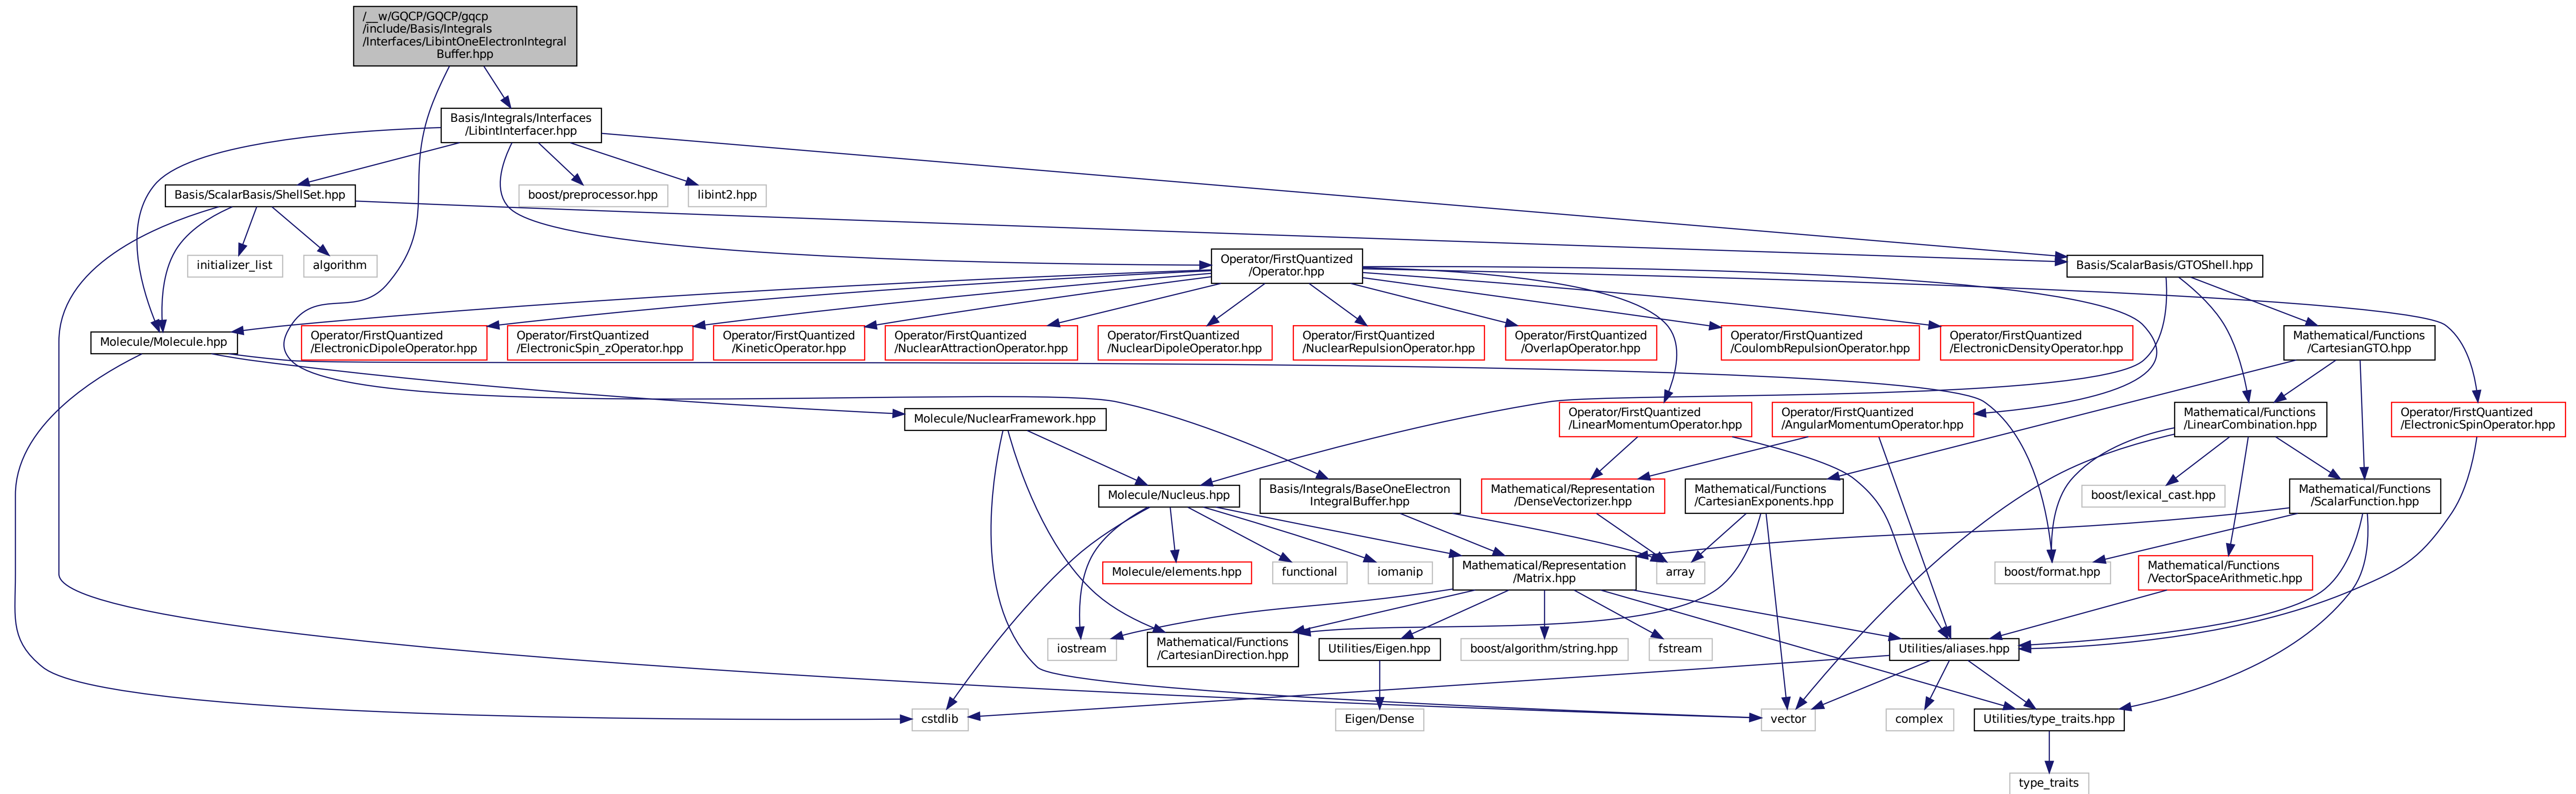 /__w/GQCP/GQCP/gqcp
/include/Basis/Integrals
/Interfaces/LibintOneElectronIntegral
Buffer.hpp
Basis/Integrals/Interfaces
/LibintInterfacer.hpp
Basis/ScalarBasis/ShellSet.hpp
boost/preprocessor.hpp
libint2.hpp
initializer_list
algorithm
Operator/FirstQuantized
/Operator.hpp
Basis/ScalarBasis/GTOShell.hpp
Molecule/Molecule.hpp
Operator/FirstQuantized
/ElectronicDipoleOperator.hpp
Operator/FirstQuantized
/ElectronicSpin_zOperator.hpp
Operator/FirstQuantized
/KineticOperator.hpp
Operator/FirstQuantized
/NuclearAttractionOperator.hpp
Operator/FirstQuantized
/NuclearDipoleOperator.hpp
Operator/FirstQuantized
/NuclearRepulsionOperator.hpp
Operator/FirstQuantized
/OverlapOperator.hpp
Operator/FirstQuantized
/CoulombRepulsionOperator.hpp
Operator/FirstQuantized
/ElectronicDensityOperator.hpp
Mathematical/Functions
/CartesianGTO.hpp
Molecule/NuclearFramework.hpp
Operator/FirstQuantized
/LinearMomentumOperator.hpp
Operator/FirstQuantized
/AngularMomentumOperator.hpp
Mathematical/Functions
/LinearCombination.hpp
Operator/FirstQuantized
/ElectronicSpinOperator.hpp
Molecule/Nucleus.hpp
Basis/Integrals/BaseOneElectron
IntegralBuffer.hpp
Mathematical/Representation
/DenseVectorizer.hpp
Mathematical/Functions
/CartesianExponents.hpp
boost/lexical_cast.hpp
Mathematical/Functions
/ScalarFunction.hpp
Molecule/elements.hpp
functional
iomanip
Mathematical/Representation
/Matrix.hpp
array
boost/format.hpp
Mathematical/Functions
/VectorSpaceArithmetic.hpp
iostream
Mathematical/Functions
/CartesianDirection.hpp
Utilities/Eigen.hpp
boost/algorithm/string.hpp
fstream
Utilities/aliases.hpp
cstdlib
Eigen/Dense
vector
complex
Utilities/type_traits.hpp
type_traits